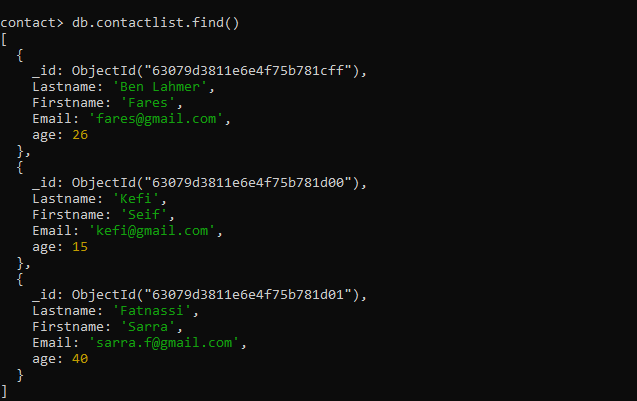 contact> db.contactlist.find()
[
  {
    _id: ObjectId("63079d3811e6e4f75b781cff"),
    Lastname: 'Ben Lahmer',
    Firstname: 'Fares',
    Email: 'fares@gmail.com',
    age: 26
  },
  {
    _id: ObjectId("63079d3811e6e4f75b781d00"),
    Lastname: 'Kefi',
    Firstname: 'Seif',
    Email: 'kefi@gmail.com',
    age: 15
  },
  {
    _id: ObjectId("63079d3811e6e4f75b781d01"),
    Lastname: 'Fatnassi',
    Firstname: 'Sarra',
    Email: 'sarra.f@gmail.com',
    age: 40
  }
]